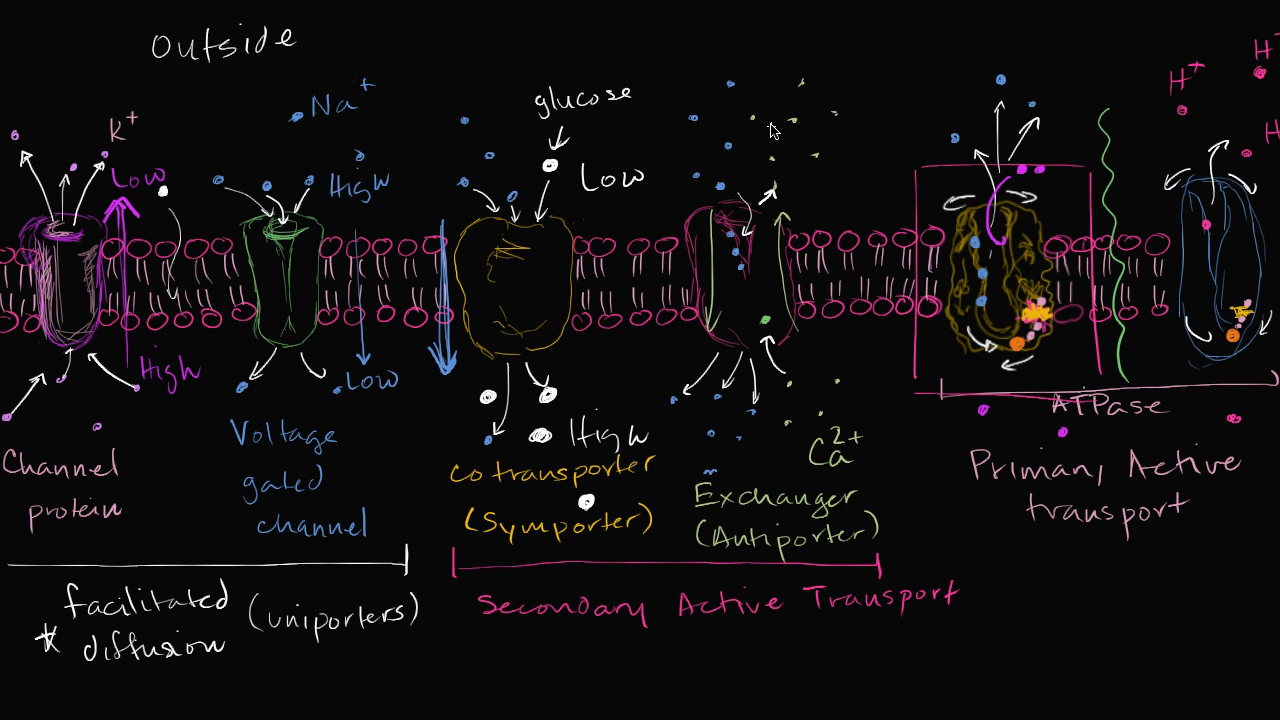 Outside
K+
Low
High
Channel
protein
Na+
High
Low
Voltage
gated
channel
facilitated
* diffusion
(uniporters)
glucose
Low
High
Cotransporter
(Symporter)
Ca2+
Exchanger
(Antiporter)
Secondary Active Transport
H+
H+
H
ATPase
Primary Active
transport